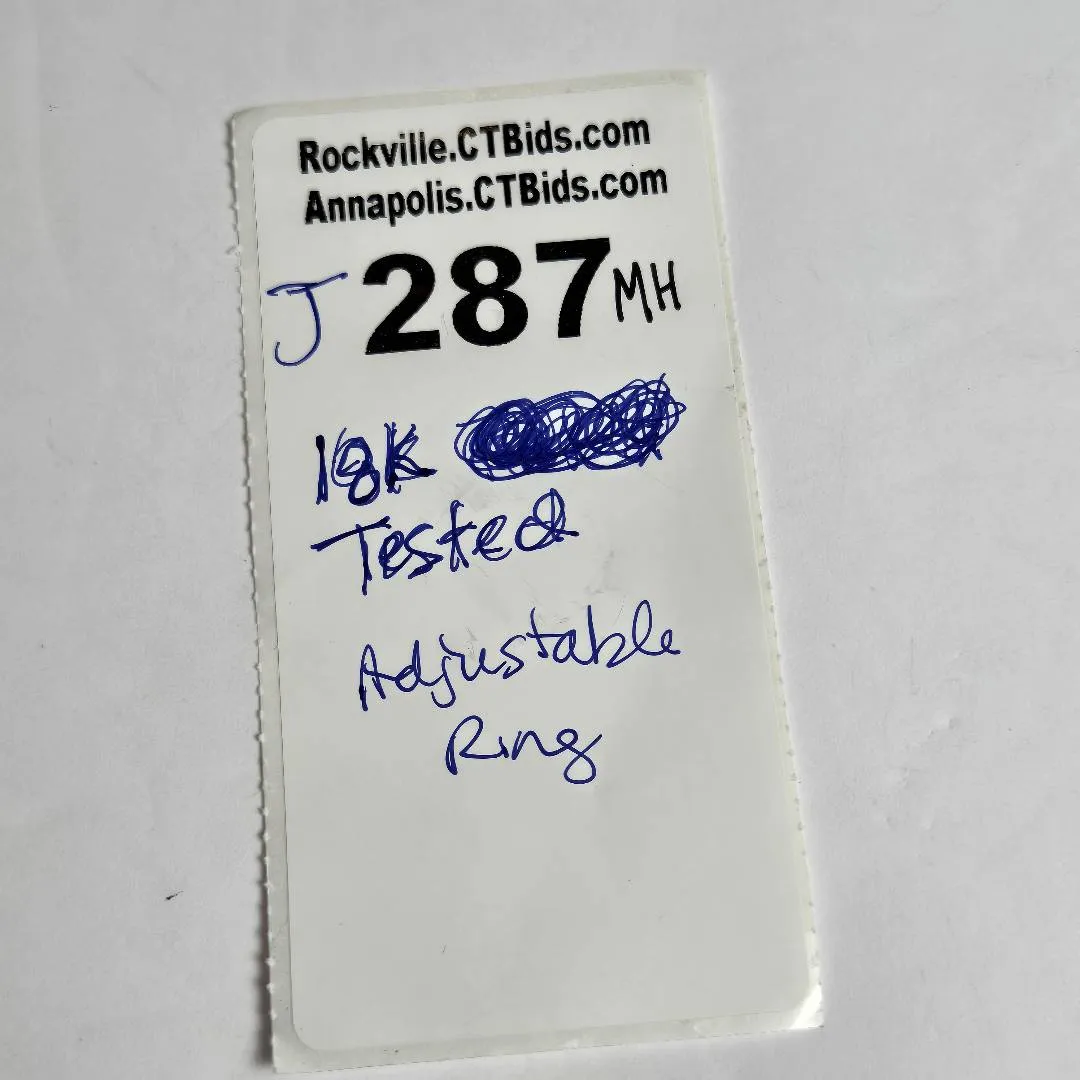 Rockville.CTBids.com
Annapolis.CTBids.com
J 287 MH
18K
Tested
Adjustable
Ring